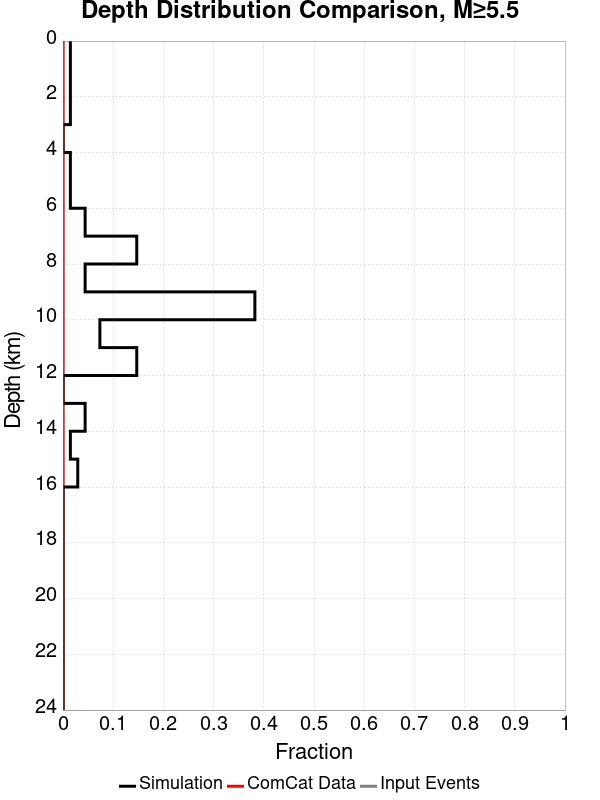 Depth Distribution Comparison, M≥5.5
0
2
4
6
8
10
12
14
16
18
20
22
24
Depth (km)
0 0.1 0.2 0.3 0.4 0.5 0.6 0.7 0.8 0.9 1
Fraction
Simulation ComCat Data Input Events